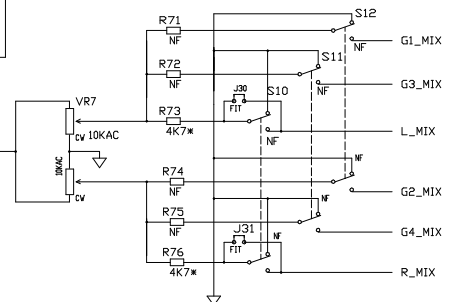 S12
R71
NF
NF
G1_MIX
S11
R72
NF
NF
G3_MIX
VR7
CW
10KAC
R73
4K7*
J30
FIT
S10
NF
L_MIX
10KAC
CW
R74
NF
NF
G2_MIX
R75
NF
NF
G4_MIX
R76
4K7*
J31
FIT
R_MIX